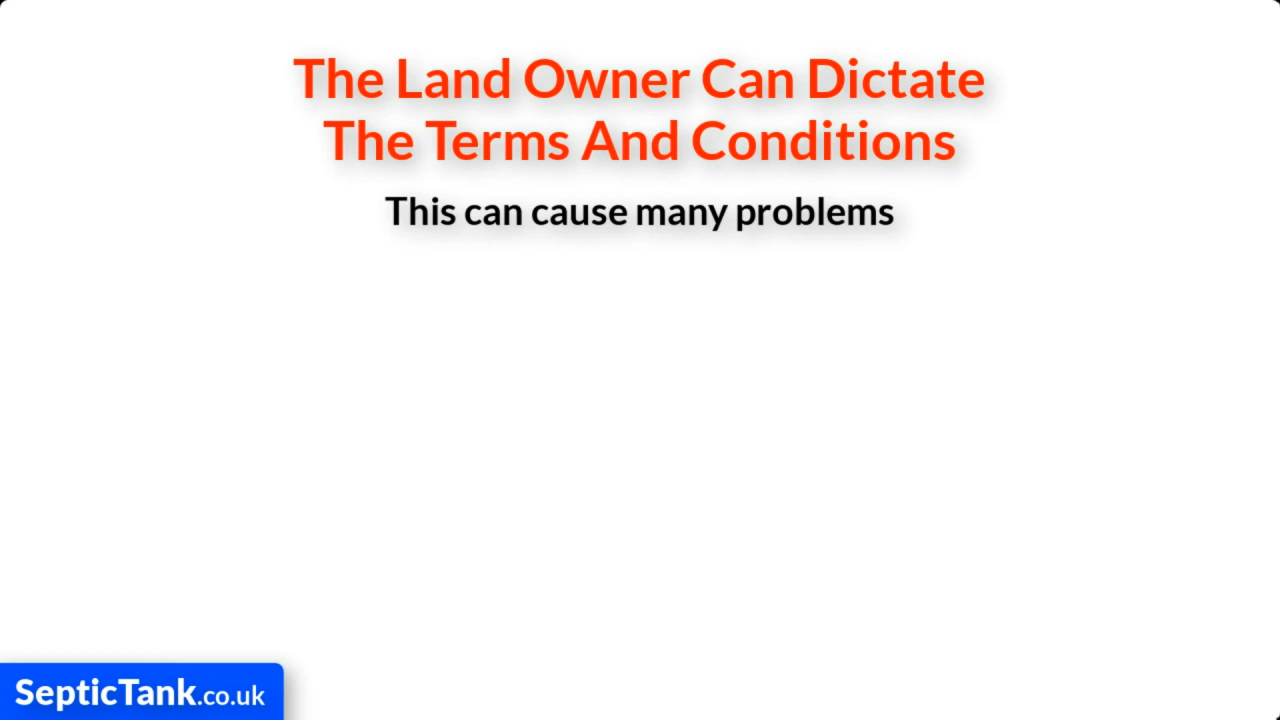 The Land Owner Can Dictate
The Terms And Conditions
This can cause many problems
SepticTank.co.uk